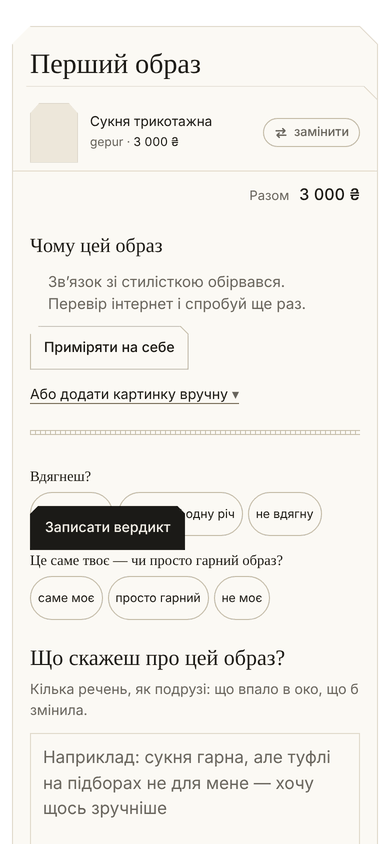 Перший образ
Сукня трикотажна
gepur · 3 000 ₴
замінити
Разом 3 000 ₴
Чому цей образ
Зв’язок зі стилісткою обірвався.
Перевір інтернет і спробуй ще раз.
Приміряти на себе
Або додати картинку вручну ▾
Вдягнеш?
одну річ
не вдягну
Записати вердикт
Це саме твоє — чи просто гарний образ?
саме моє
просто гарний
не моє
Що скажеш про цей образ?
Кілька речень, як подрузі: що впало в око, що б
змінила.
Наприклад: сукня гарна, але туфлі
на підборах не для мене — хочу
щось зручніше